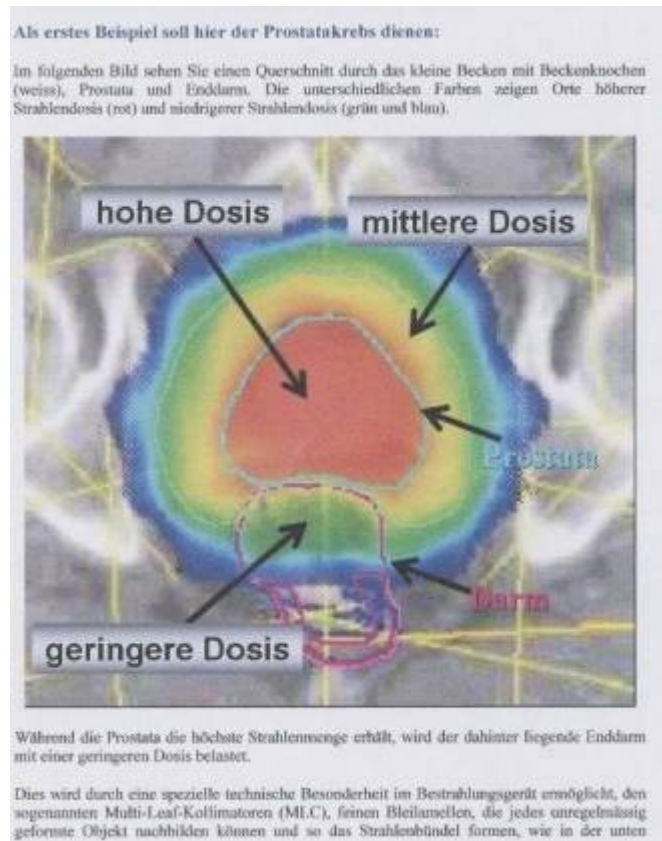 Als erstes Beispiel soll hier der Prostatakrebs dienen:
Im folgenden Bild sehen Sie einen Querschnitt durch das kleine Becken mit Beckenknochen
(weiss), Prostata und Enddarm. Die unterschiedlichen Farben zeigen Orte höherer
Strahlendosis (rot) und niedrigerer Strahlendosis (grün und blau).
hohe Dosis
mittlere Dosis
Prostata
Darm
geringere Dosis
Während die Prostata die höchste Strahlenmenge erhält, wird der dahinter liegende Enddarm
mit einer geringeren Dosis belastet.
Dies wird durch eine spezielle technische Besonderheit im Bestrahlungsgerät ermöglicht, den
sogenannten Multi-Leaf-Kollimatoren (MLC), feinen Bleilamellen, die jedes unregelmässig
geformte Objekt nachbilden können und so das Strahlenbündel formen, wie in der unten